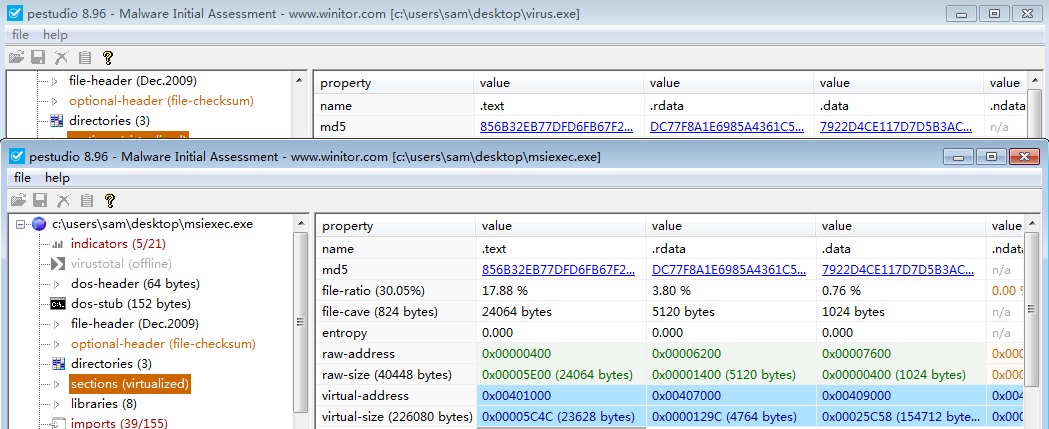 pestudio 8.96 - Malware Initial Assessment - www.winitor.com [c:\users\sam\desktop\virus.exe]
file help
file-header (Dec.2009)
optional-header (file-checksum)
directories (3)
property value value value value
name .text .rdata .data .ndata
md5 856B32EB77DFD6FB67F2... DC77F8A1E6985A4361C5... 7922D4CE117D7D5B3AC... n/a
pestudio 8.96 - Malware Initial Assessment - www.winitor.com [c:\users\sam\desktop\msiexec.exe]
file help
c:\users\sam\desktop\msiexec.exe
indicators (5/21)
virustotal (offline)
dos-header (64 bytes)
dos-stub (152 bytes)
file-header (Dec.2009)
optional-header (file-checksum)
directories (3)
sections (virtualized)
libraries (8)
imports (39/155)
property value value value value
name .text .rdata .data .ndata
md5 856B32EB77DFD6FB67F2... DC77F8A1E6985A4361C5... 7922D4CE117D7D5B3AC... n/a
file-ratio (30.05%) 17.88 % 3.80 % 0.76 % 0.00 %
file-cave (824 bytes) 24064 bytes 5120 bytes 1024 bytes n/a
entropy 0.000 0.000 0.000 n/a
raw-address 0x00000400 0x00006200 0x00007600 0x000
raw-size (40448 bytes) 0x00005E00 (24064 bytes) 0x00001400 (5120 bytes) 0x00000400 (1024 bytes) 0x000
virtual-address 0x00401000 0x00407000 0x00409000 0x004
virtual-size (226080 bytes) 0x00005C4C (23628 bytes) 0x0000129C (4764 bytes) 0x00025C58 (154712 byte... 0x000